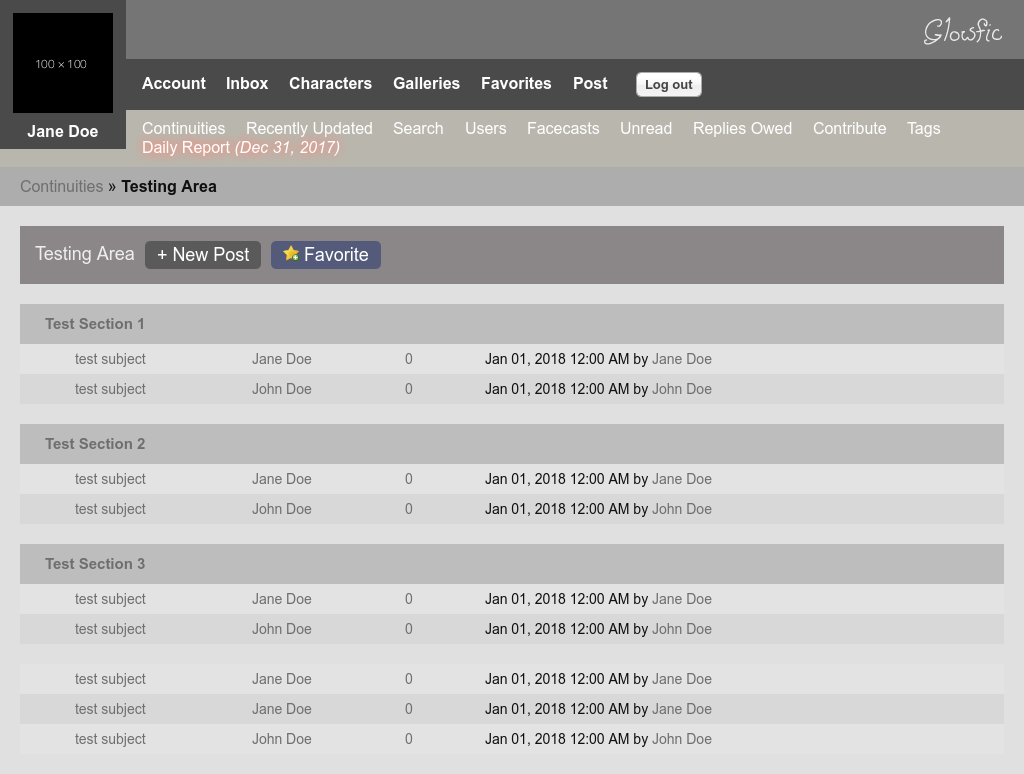 100 × 100
Glowfic
Account Inbox Characters Galleries Favorites Post Log out
Jane Doe
Continuities Recently Updated Search Users Facecasts Unread Replies Owed Contribute Tags
Daily Report (Dec 31, 2017)
Continuities » Testing Area
Testing Area + New Post Favorite
Test Section 1
test subject Jane Doe 0 Jan 01, 2018 12:00 AM by Jane Doe
test subject John Doe 0 Jan 01, 2018 12:00 AM by John Doe
Test Section 2
test subject Jane Doe 0 Jan 01, 2018 12:00 AM by Jane Doe
test subject John Doe 0 Jan 01, 2018 12:00 AM by John Doe
Test Section 3
test subject Jane Doe 0 Jan 01, 2018 12:00 AM by Jane Doe
test subject John Doe 0 Jan 01, 2018 12:00 AM by John Doe
test subject Jane Doe 0 Jan 01, 2018 12:00 AM by Jane Doe
test subject Jane Doe 0 Jan 01, 2018 12:00 AM by Jane Doe
test subject John Doe 0 Jan 01, 2018 12:00 AM by John Doe